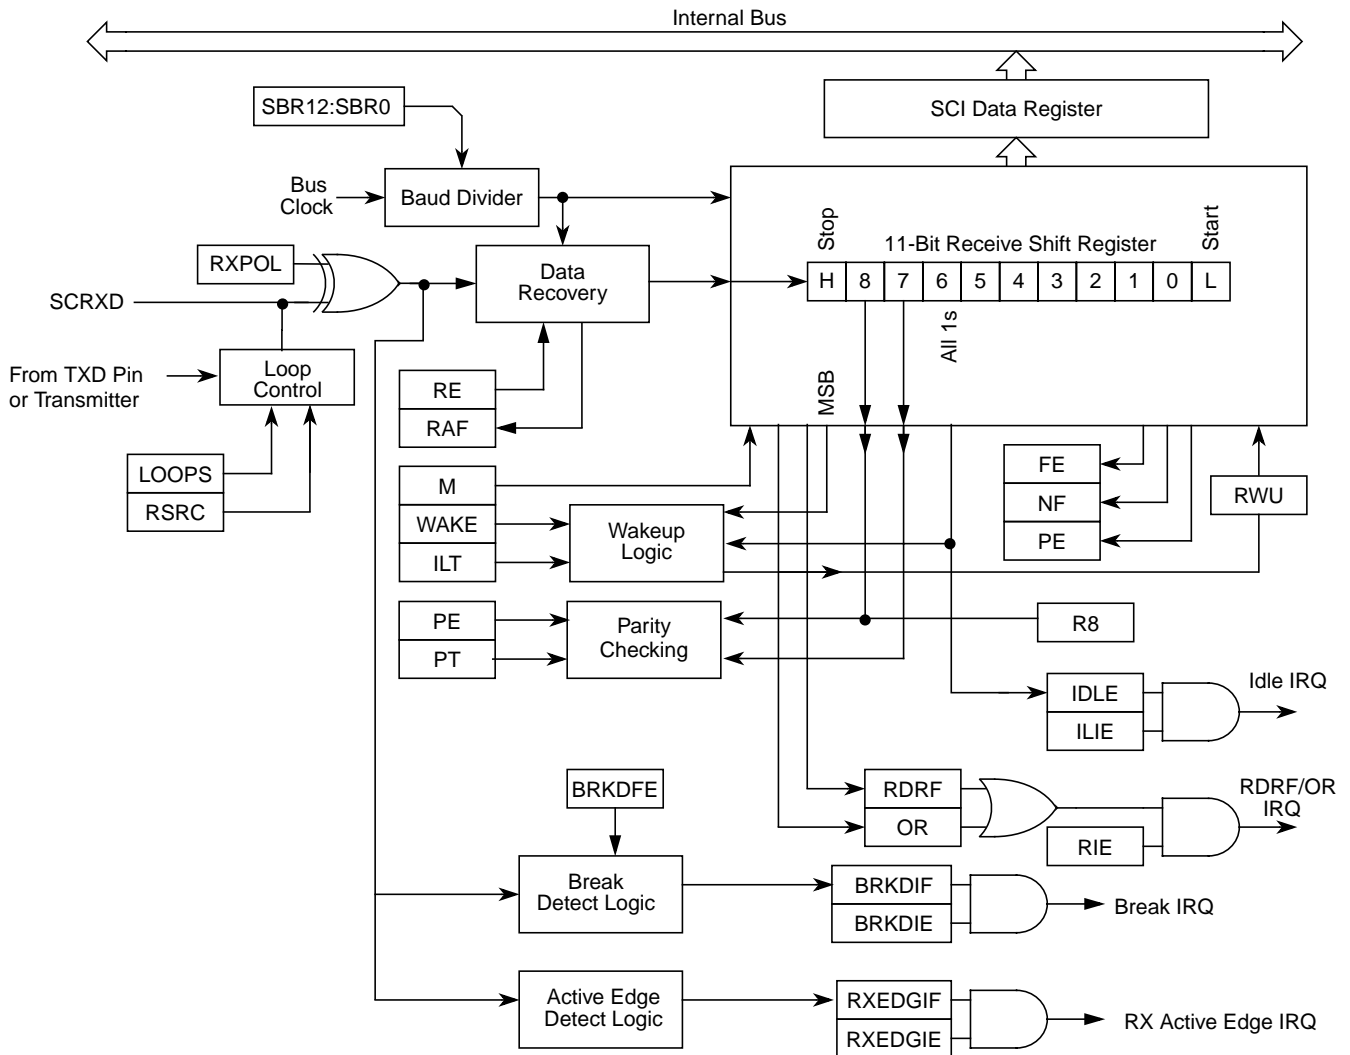 Internal Bus
SBR12:SBR0
SCI Data Register
Bus
Clock
Baud Divider
Stop
11-Bit Receive Shift Register
Start
RXPOL
Data
Recovery
H 8 7 6 5 4 3 2 1 0 L
SCRXD
All 1s
From TXD Pin
or Transmitter
Loop
Control
RE
RAF
MSB
LOOPS
RSRC
M
WAKE
ILT
Wakeup
Logic
FE
NF
PE
RWU
PE
PT
Parity
Checking
R8
IDLE
ILIE
Idle IRQ
BRKDFE
RDRF
OR
RIE
RDRF/OR
IRQ
Break
Detect Logic
BRKDIF
BRKDIE
Break IRQ
Active Edge
Detect Logic
RXEDGIF
RXEDGIE
RX Active Edge IRQ